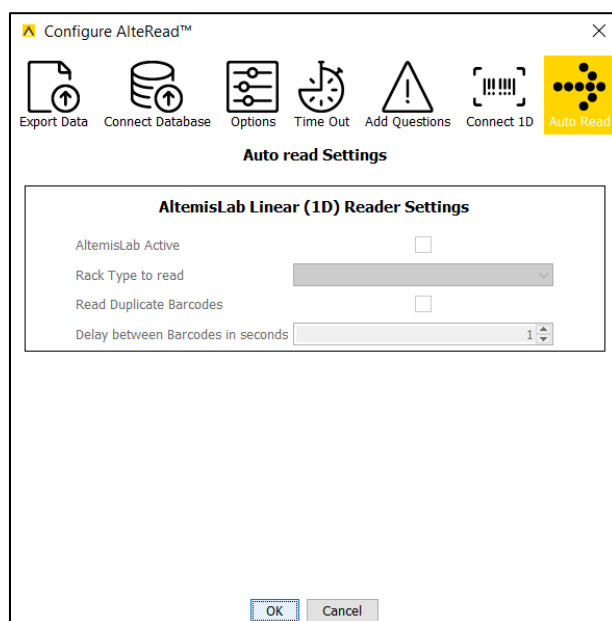 Configure AlteRead™
Export Data Connect Database Options Time Out Add Questions Connect 1D Auto Read
Auto read Settings
AltemisLab Linear (1D) Reader Settings
AltemisLab Active
Rack Type to read
Read Duplicate Barcodes
Delay between Barcodes in seconds 1
OK Cancel